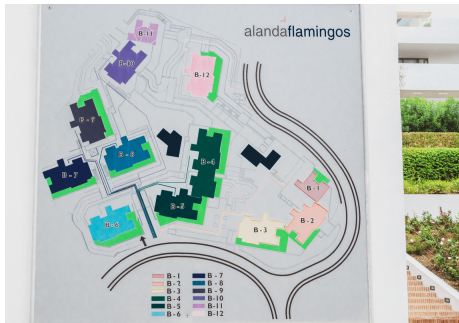 alandaflamingos
B-11
B-10
B-12
B-8
B-4
B-7
B-1
B-5
B-2
B-6
B-3
B - 1
B - 2
B - 3
B - 4
B - 5
B - 6
B - 7
B - 8
B - 9
B - 10
B - 11
B - 12